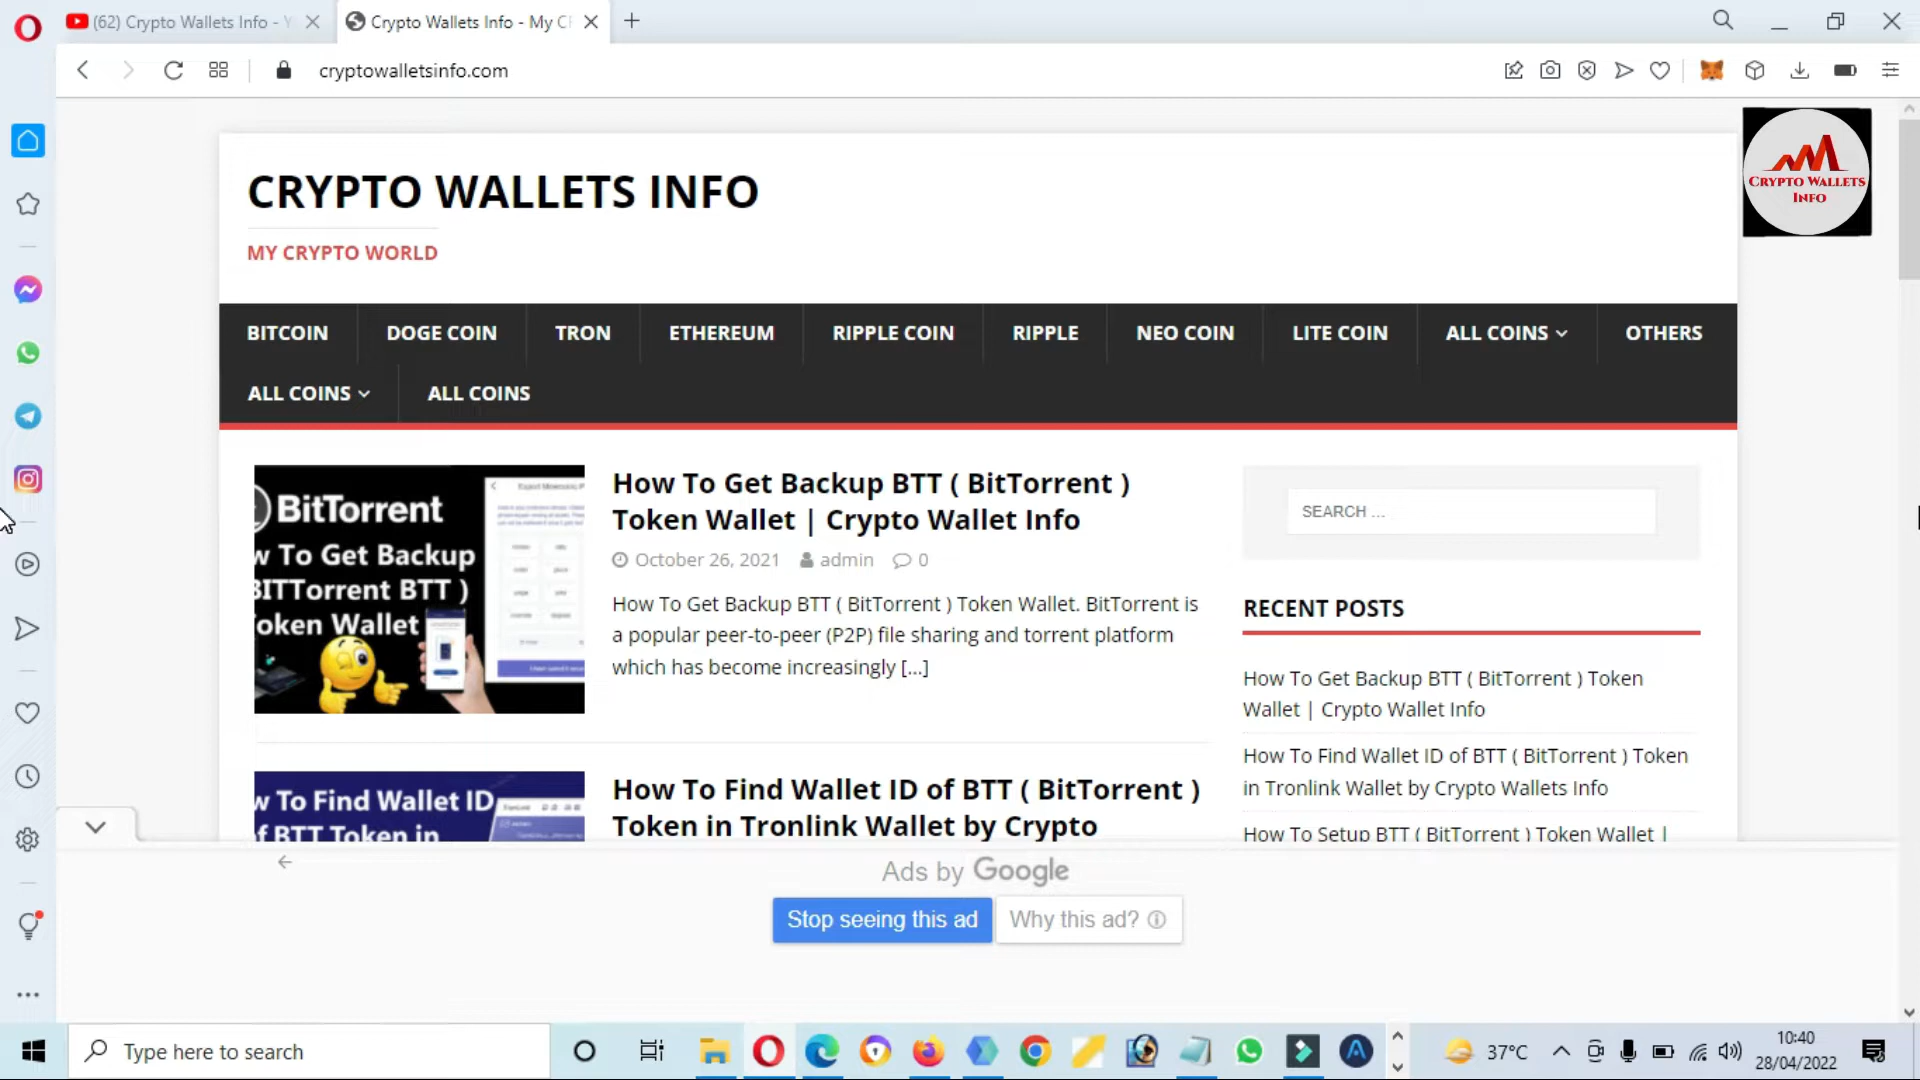 (62) Crypto Wallets Info - Y
Crypto Wallets Info - My C
cryptowalletsinfo.com
CRYPTO WALLETS INFO
MY CRYPTO WORLD
CRYPTO WALLETS
INFO
BITCOIN DOGE COIN TRON ETHEREUM RIPPLE COIN RIPPLE NEO COIN LITE COIN ALL COINS OTHERS
ALL COINS ALL COINS
BitTorrent
w To Get Backup
BITTorrent BTT )
oken Wallet
How To Get Backup BTT ( BitTorrent )
Token Wallet | Crypto Wallet Info
October 26, 2021 admin 0
How To Get Backup BTT ( BitTorrent ) Token Wallet. BitTorrent is
a popular peer-to-peer (P2P) file sharing and torrent platform
which has become increasingly [...]
SEARCH ...
RECENT POSTS
How To Get Backup BTT ( BitTorrent ) Token
Wallet | Crypto Wallet Info
How To Find Wallet ID of BTT ( BitTorrent ) Token
in Tronlink Wallet by Crypto Wallets Info
How To Setup BTT ( BitTorrent ) Token Wallet |
w To Find Wallet ID
of BTT Token in
How To Find Wallet ID of BTT ( BitTorrent )
Token in Tronlink Wallet by Crypto
Ads by Google
Stop seeing this ad
Why this ad?
Type here to search
37°C
10:40
28/04/2022